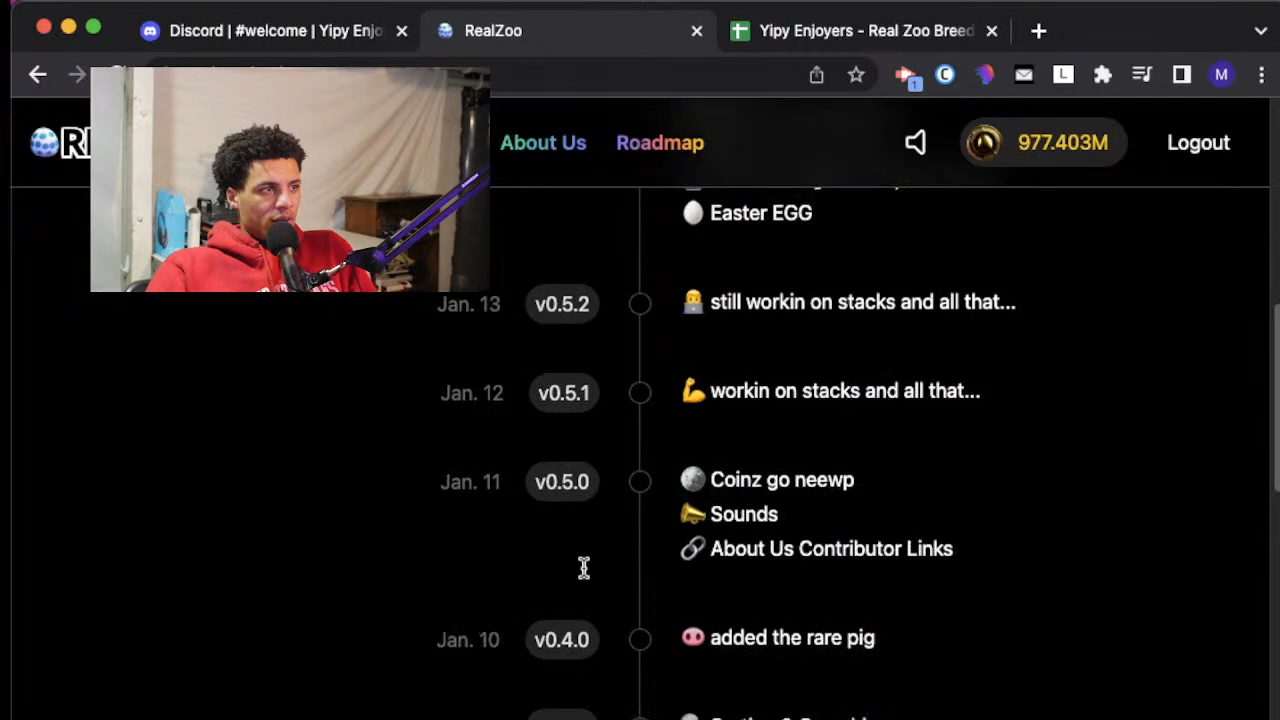 Discord | #welcome | Yipy Enjo
RealZoo
Yipy Enjoyers - Real Zoo Breed
1
C
L
M
About Us
Roadmap
977.403M
Logout
Easter EGG
Jan. 13
v0.5.2
still workin on stacks and all that...
Jan. 12
v0.5.1
workin on stacks and all that...
Jan. 11
v0.5.0
Coinz go neewp
Sounds
About Us Contributor Links
Jan. 10
v0.4.0
added the rare pig